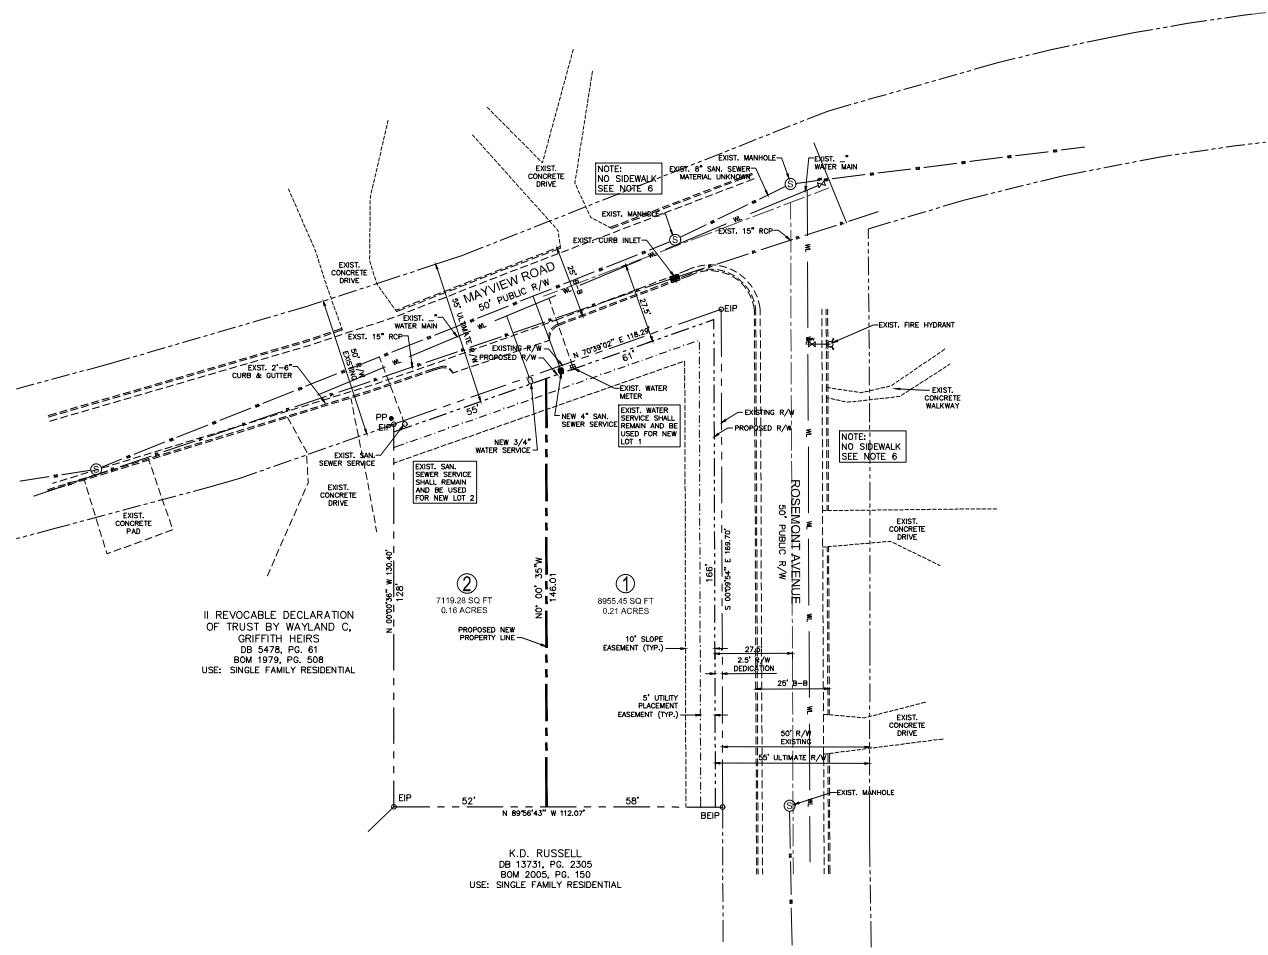 EXIST. MANHOLE
EXIST. _"
WATER MAIN
NOTE:
NO SIDEWALK
SEE NOTE 6
EXIST. 8" SAN. SEWER
MATERIAL UNKNOWN
EXIST.
CONCRETE
DRIVE
EXIST. MANHOLE
S
S
WL
EXIST. CURB INLET
EXST. 15" RCP
MAYVIEW ROAD
50' PUBLIC R/W
25' B-B
27.5'
55' ULTIMATE R/W
EXIST.
CONCRETE
DRIVE
EXIST. _"
WATER MAIN
EXST. 15" RCP
50' R/W
EXISTING
EXISTING R/W
PROPOSED R/W
N 70°39'02" E 118.29'
61'
EIP
EXIST. FIRE HYDRANT
EXST. 2'-6"
CURB & GUTTER
EXIST. WATER
METER
EXIST. WATER
SERVICE SHALL
REMAIN AND BE
USED FOR NEW
LOT 1
NEW 4" SAN.
SEWER SERVICE
NEW 3/4"
WATER SERVICE
55'
PP
EIP
EXIST. SAN.
SEWER SERVICE
EXIST. SAN.
SEWER SERVICE
SHALL REMAIN
AND BE USED
FOR NEW LOT 2
EXIST.
CONCRETE
WALKWAY
EXISTING R/W
PROPOSED R/W
NOTE:
NO SIDEWALK
SEE NOTE 6
S
EXIST.
CONCRETE
DRIVE
EXIST.
CONCRETE
PAD
ROSEMONT AVENUE
50' PUBLIC R/W
EXIST.
CONCRETE
DRIVE
N 00°00'36" W 130.40'
128'
2
7119.28 SQ FT
0.16 ACRES
N0° 00' 35"W
146.01
1
8955.45 SQ FT
0.21 ACRES
166'
S 00°09'54" E 169.70'
II REVOCABLE DECLARATION
OF TRUST BY WAYLAND C.
GRIFFITH HEIRS
DB 5478, PG. 61
BOM 1979, PG. 508
USE: SINGLE FAMILY RESIDENTIAL
PROPOSED NEW
PROPERTY LINE
10' SLOPE
EASEMENT (TYP.)
27.5'
2.5' R/W
DEDICATION
25' B-B
5' UTILITY
PLACEMENT
EASEMENT (TYP.)
EXIST.
CONCRETE
DRIVE
50' R/W
EXISTING
55' ULTIMATE R/W
EXIST. MANHOLE
S
EIP
52'
58'
N 89°56'43" W 112.07'
BEIP
K.D. RUSSELL
DB 13731, PG. 2305
BOM 2005, PG. 150
USE: SINGLE FAMILY RESIDENTIAL